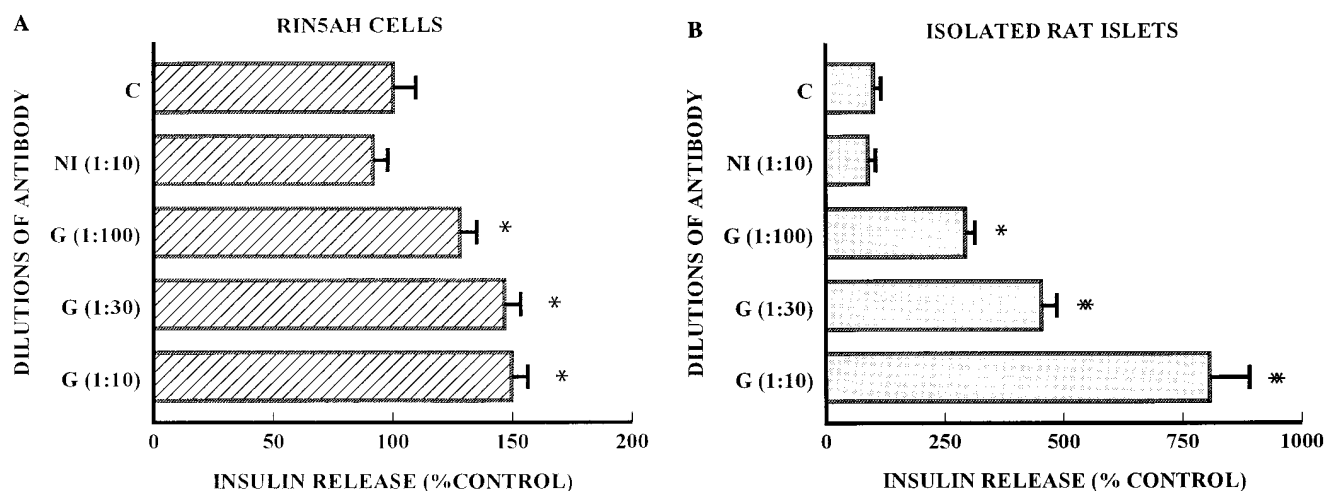 A
RIN5AH CELLS
DILUTIONS OF ANTIBODY
C
NI (1:10)
G (1:100)
*
G (1:30)
*
G (1:10)
*
0 50 100 150 200
INSULIN RELEASE (%CONTROL)
B
ISOLATED RAT ISLETS
DILUTIONS OF ANTIBODY
C
NI (1:10)
G (1:100)
*
G (1:30)
**
G (1:10)
**
0 250 500 750 1000
INSULIN RELEASE (% CONTROL)